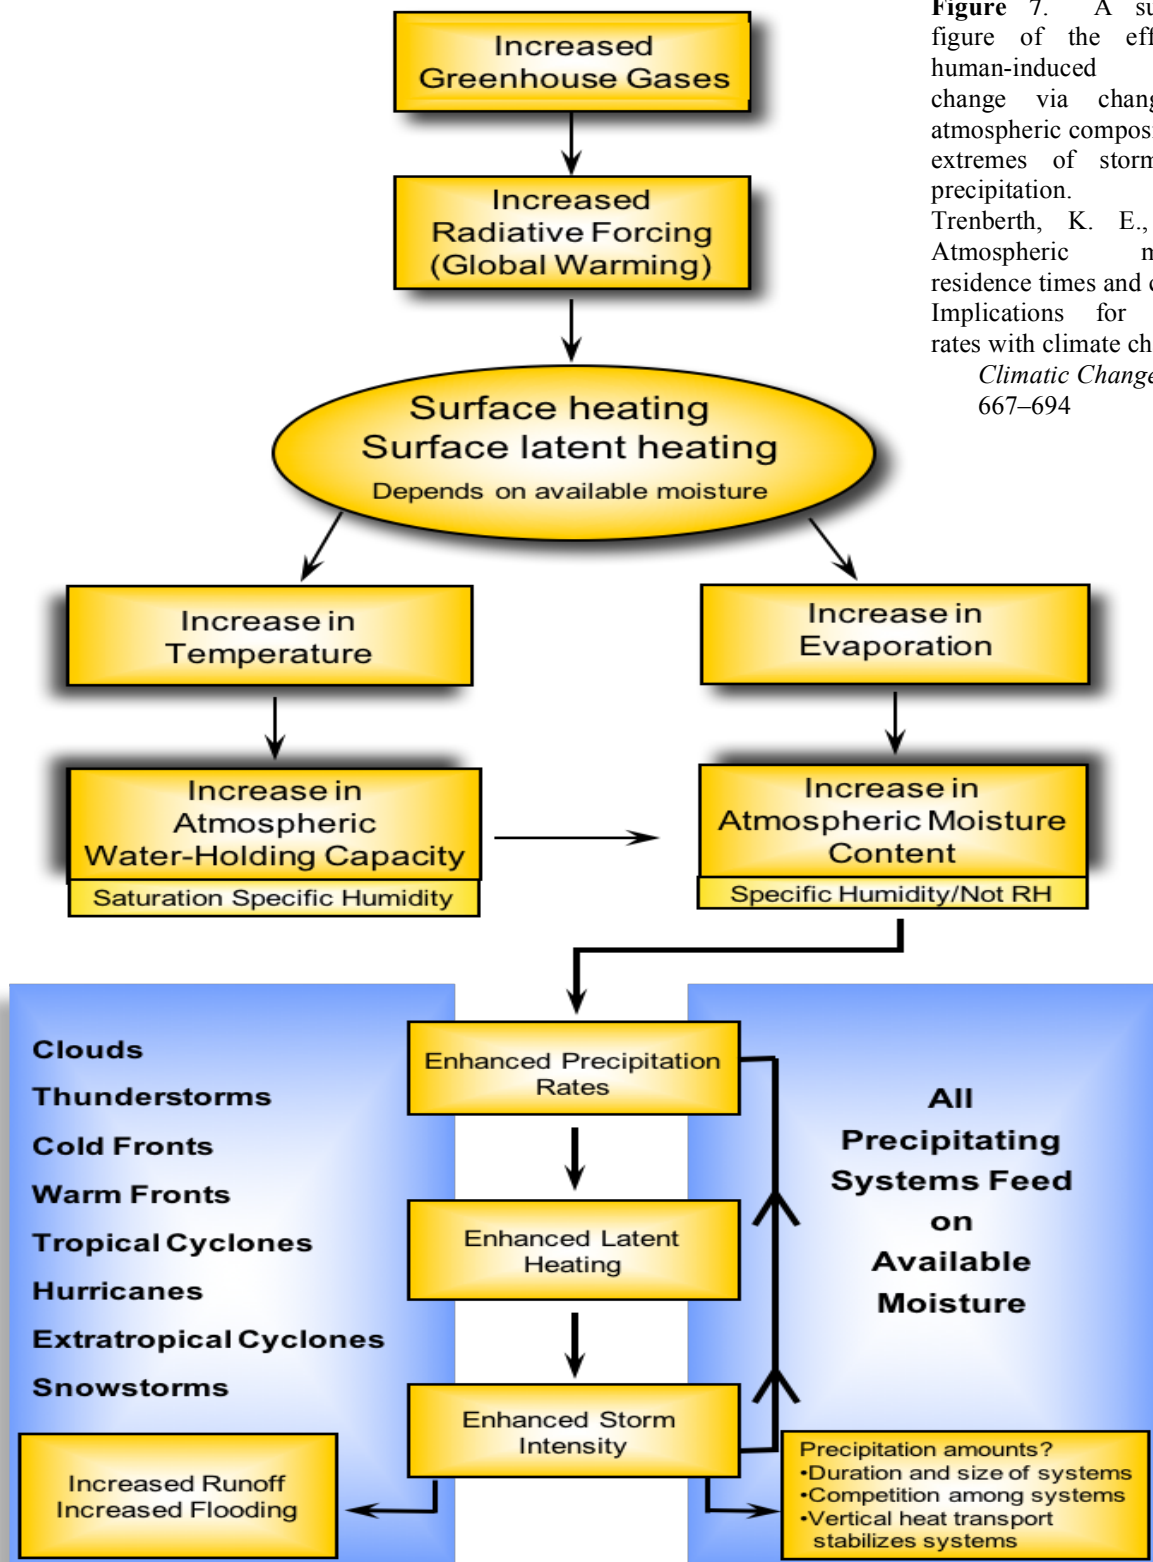 Increased
Greenhouse Gases
Figure 7. A
figure of the
human-induced
change via
atmospheric
extremes of
precipitation.
Trenberth, K. E.,
Atmospheric
residence times and
Implications for
rates with climate
Climatic Change
667–694
Increased
Radiative Forcing
(Global Warming)
Surface heating
Surface latent heating
Depends on available moisture
Increase in
Temperature
Increase in
Evaporation
Increase in
Atmospheric
Water-Holding Capacity
Saturation Specific Humidity
Increase in
Atmospheric Moisture
Content
Specific Humidity/Not RH
Clouds
Thunderstorms
Cold Fronts
Warm Fronts
Tropical Cyclones
Hurricanes
Extratropical Cyclones
Snowstorms
Enhanced Precipitation
Rates
Enhanced Latent
Heating
Enhanced Storm
Intensity
All
Precipitating
Systems Feed
on
Available
Moisture
Increased Runoff
Increased Flooding
Precipitation amounts?
•Duration and size of systems
•Competition among systems
•Vertical heat transport
stabilizes systems